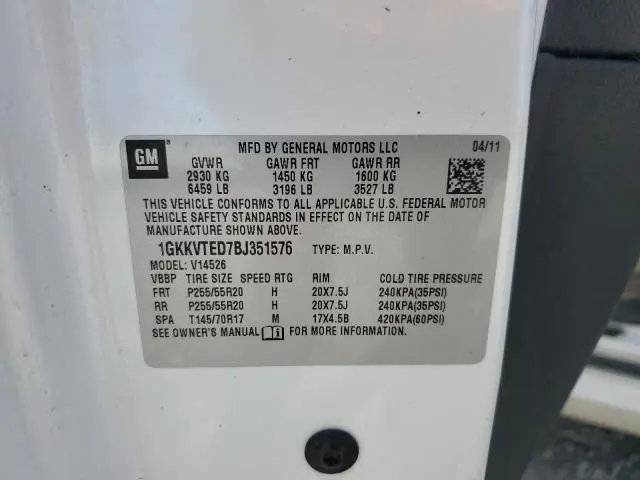 GM
MFD BY GENERAL MOTORS LLC 04/11
GVWR GAWR FRT GAWR RR
2930 KG 1450 KG 1600 KG
6459 LB 3196 LB 3527 LB
THIS VEHICLE CONFORMS TO ALL APPLICABLE U.S. FEDERAL MOTOR
VEHICLE SAFETY STANDARDS IN EFFECT ON THE DATE OF
MANUFACTURE SHOWN ABOVE.
1GKKVTED7BJ351576 TYPE: M.P.V.
MODEL: V14526
VBBP TIRE SIZE SPEED RTG RIM COLD TIRE PRESSURE
FRT P255/55R20 H 20X7.5J 240KPA(35PSI)
RR P255/55R20 H 20X7.5J 240KPA(35PSI)
SPA T145/70R17 M 17X4.5B 420KPA(60PSI)
SEE OWNER'S MANUAL FOR MORE INFORMATION.